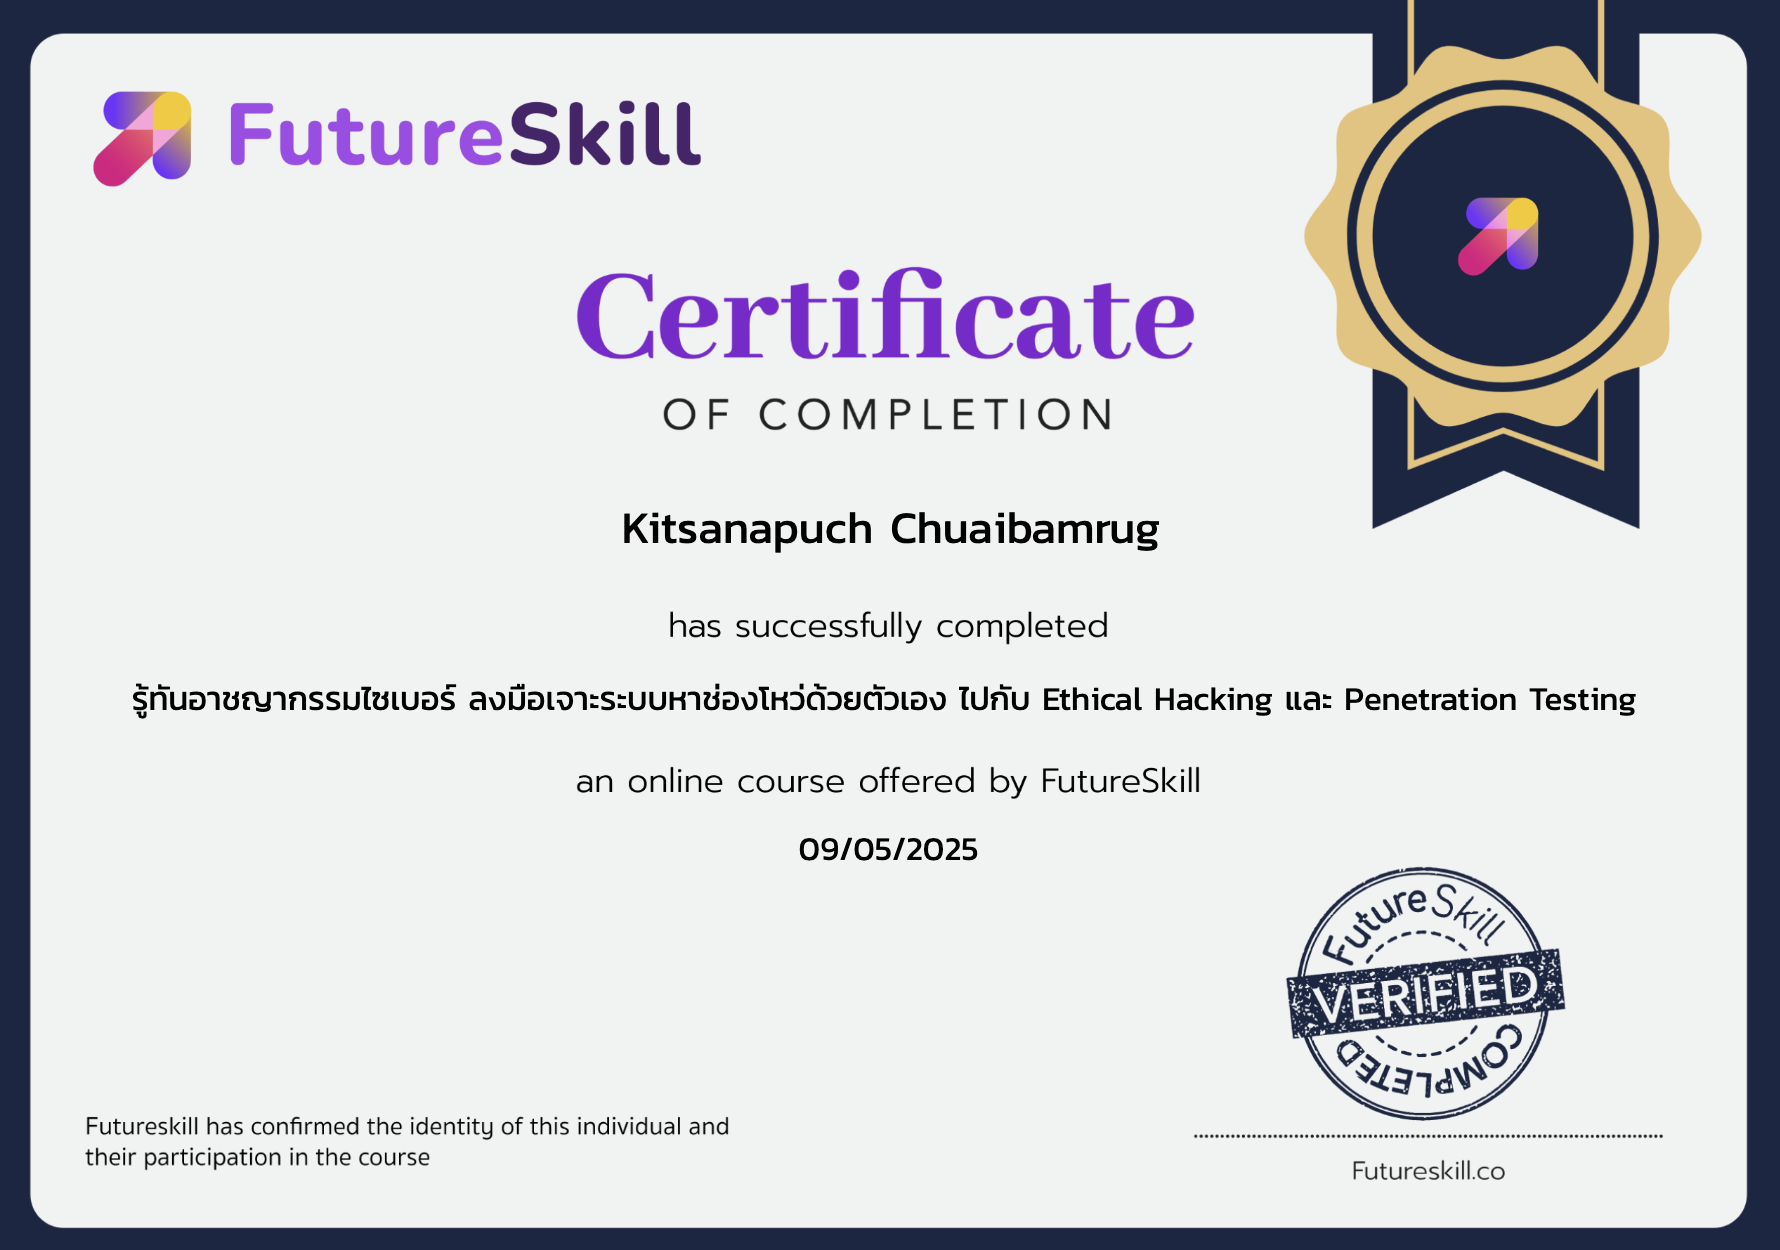 FutureSkill
Certificate
OF COMPLETION
Kitsanapuch Chuaibamrug
has successfully completed
รู้ทันอาชญากรรมไซเบอร์ ลงมือเจาะระบบหาช่องโหว่ด้วยตัวเอง ไปกับ Ethical Hacking และ Penetration Testing
an online course offered by FutureSkill
09/05/2025
FutureSkill
VERIFIED
COMPLETED
Futureskill has confirmed the identity of this individual and
their participation in the course
Futureskill.co